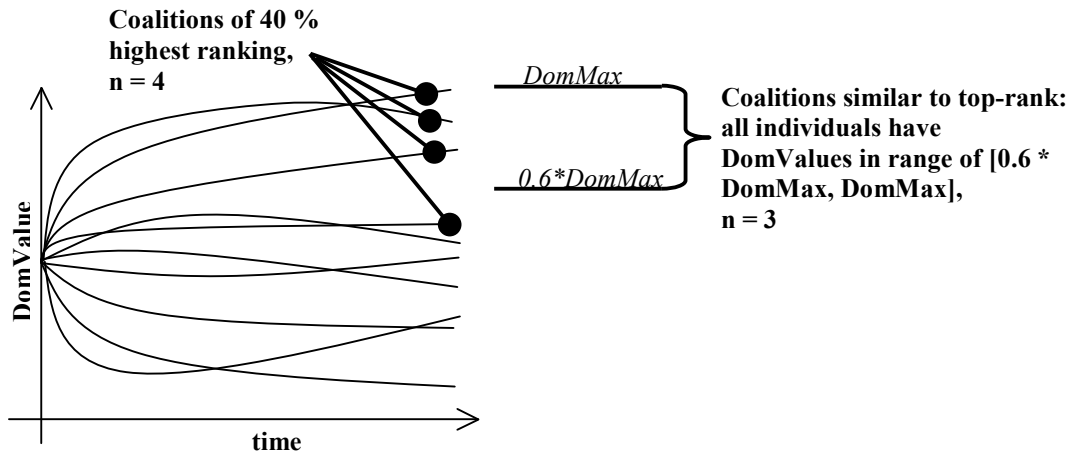 Coalitions of 40 %
highest ranking,
n = 4
DomMax
0.6*DomMax
Coalitions similar to top-rank:
all individuals have
DomValues in range of [0.6 *
DomMax, DomMax],
n = 3
DomValue
time